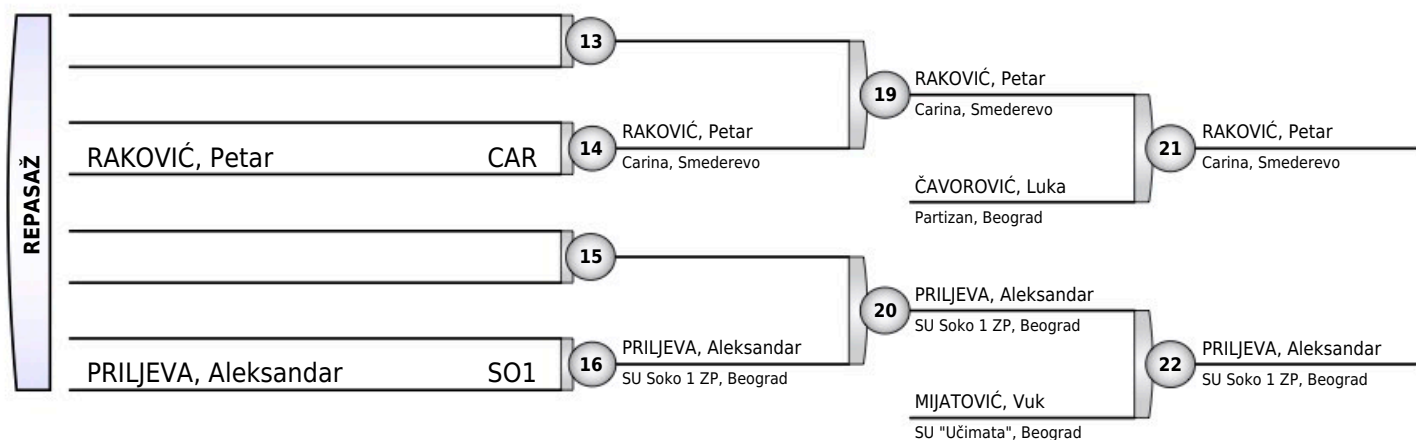 REPASAŽ
13
RAKOVIĆ, Petar CAR
14
RAKOVIĆ, Petar
Carina, Smederevo
19
RAKOVIĆ, Petar
Carina, Smederevo
ČAVOROVIĆ, Luka
Partizan, Beograd
21
RAKOVIĆ, Petar
Carina, Smederevo
15
PRILJEVA, Aleksandar SO1
16
PRILJEVA, Aleksandar
SU Soko 1 ZP, Beograd
20
PRILJEVA, Aleksandar
SU Soko 1 ZP, Beograd
MIJATOVIĆ, Vuk
SU "Učimata", Beograd
22
PRILJEVA, Aleksandar
SU Soko 1 ZP, Beograd